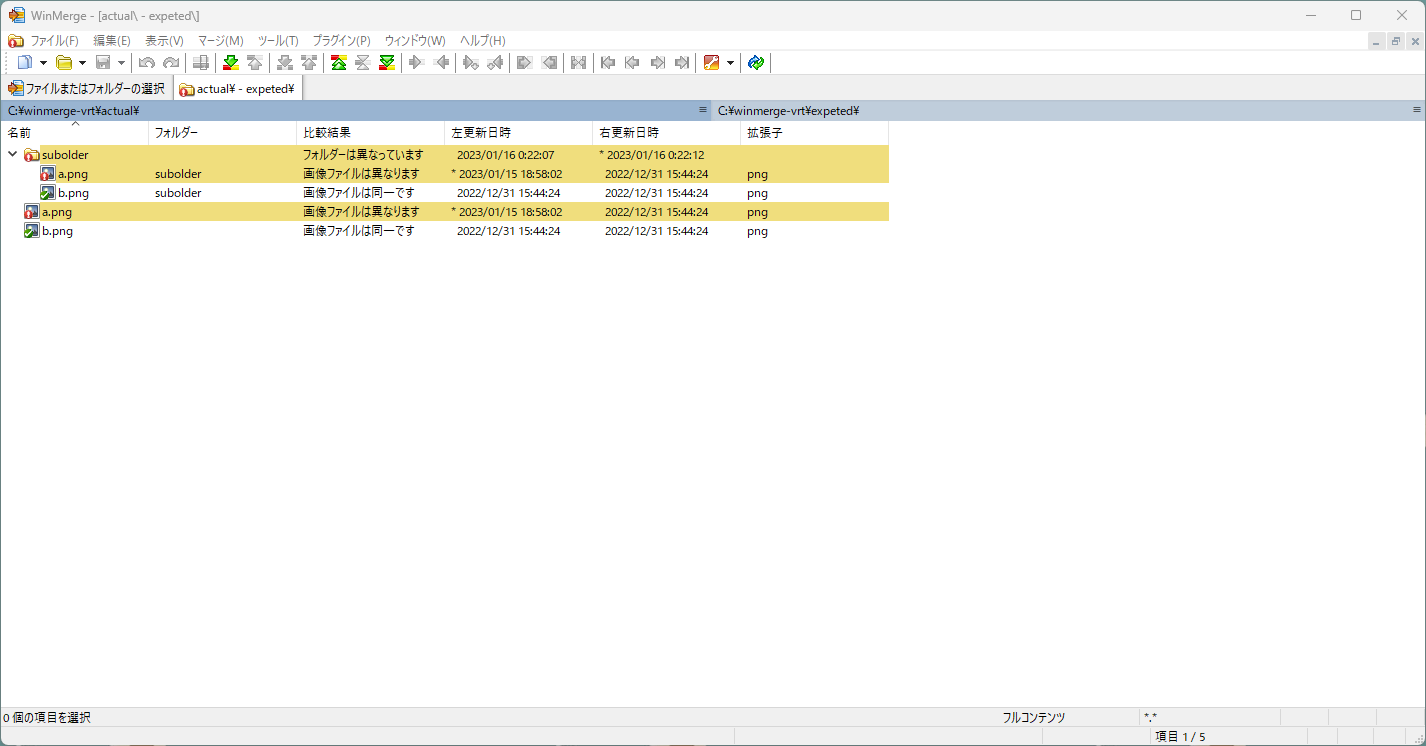 WinMerge - [actual\ - expeted\]
ファイル(F) 編集(E) 表示(V) マージ(M) ツール(T) プラグイン(P) ウィンドウ(W) ヘルプ(H)
ファイルまたはフォルダーの選択 actual¥ - expeted¥
C:¥winmerge-vrt¥actual¥ C:¥winmerge-vrt¥expeted¥
名前 フォルダー 比較結果 左更新日時 右更新日時 拡張子
subolder フォルダーは異なっています 2023/01/16 0:22:07 * 2023/01/16 0:22:12
a.png subolder 画像ファイルは異なります * 2023/01/15 18:58:02 2022/12/31 15:44:24 png
b.png subolder 画像ファイルは同一です 2022/12/31 15:44:24 2022/12/31 15:44:24 png
a.png 画像ファイルは異なります * 2023/01/15 18:58:02 2022/12/31 15:44:24 png
b.png 画像ファイルは同一です 2022/12/31 15:44:24 2022/12/31 15:44:24 png
0 個の項目を選択 フルコンテンツ *.*
項目 1 / 5